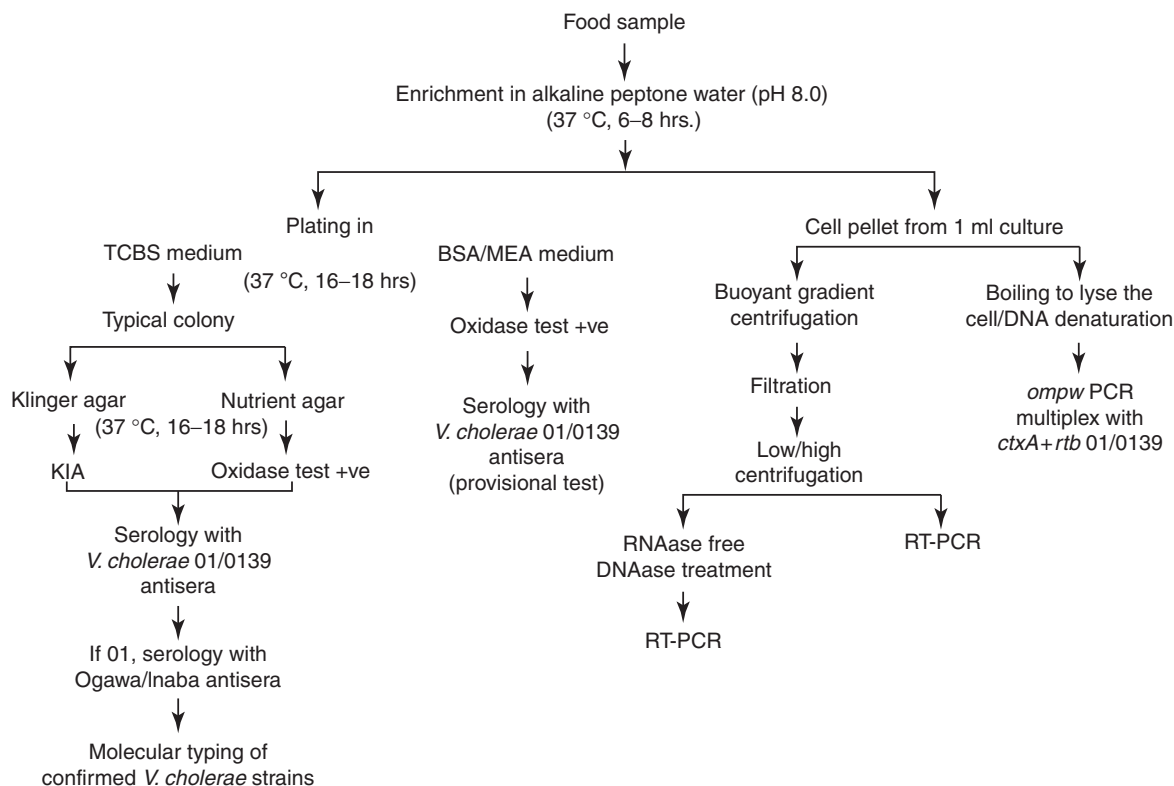 Food sample
Enrichment in alkaline peptone water (pH 8.0)
(37 °C, 6–8 hrs.)
Plating in
TCBS medium
(37 °C, 16–18 hrs)
BSA/MEA medium
Typical colony
Klinger agar
Nutrient agar
(37 °C, 16–18 hrs)
KIA
Oxidase test +ve
Serology with
V. cholerae 01/0139
antisera
If 01, serology with
Ogawa/Inaba antisera
Molecular typing of
confirmed V. cholerae strains
Oxidase test +ve
Serology with
V. cholerae 01/0139
antisera
(provisional test)
Cell pellet from 1 ml culture
Buoyant gradient
centrifugation
Filtration
Low/high
centrifugation
RNAase free
DNAase treatment
RT-PCR
RT-PCR
Boiling to lyse the
cell/DNA denaturation
ompw PCR
multiplex with
ctxA+rtb 01/0139